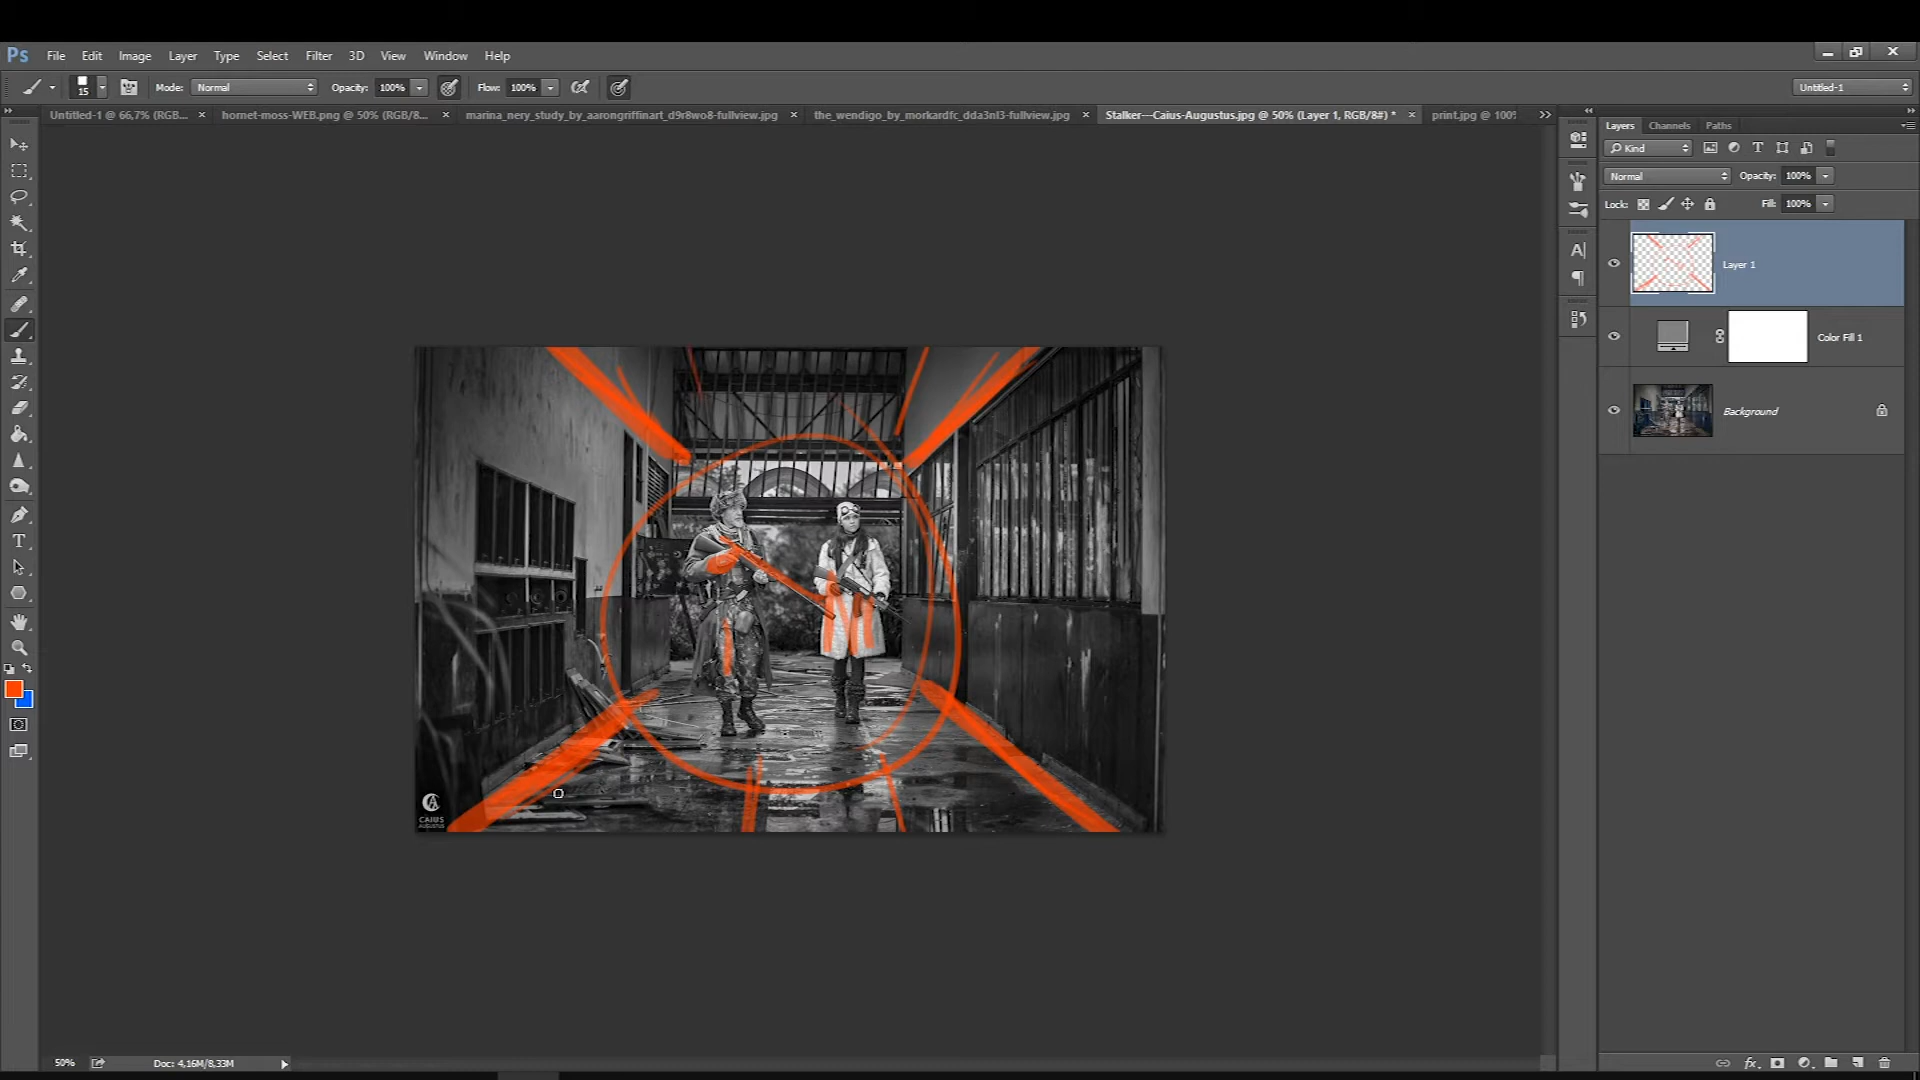 Ps File Edit Image Layer Type Select Filter 3D View Window Help
15 Mode: Normal Opacity: 100% Flow: 100% Untitled-1
Untitled-1 @ 66,7% (RGB... hornet-moss-WEB.png @ 50% (RGB/8... marina_nery_study_by_aarongriffinart_d9r8wo8-fullview.jpg the_wendigo_by_morkardfc_dda3nl3-fullview.jpg Stalker—Caius-Augustus.jpg @ 50% (Layer 1, RGB/8#) * print.jpg @ 100%
Layers Channels Paths
Kind
Normal Opacity: 100%
Lock: Fill: 100%
Layer 1
Color Fill 1
Background
CAIUS
AUGUSTUS
50% Doc: 4,16M/8,33M